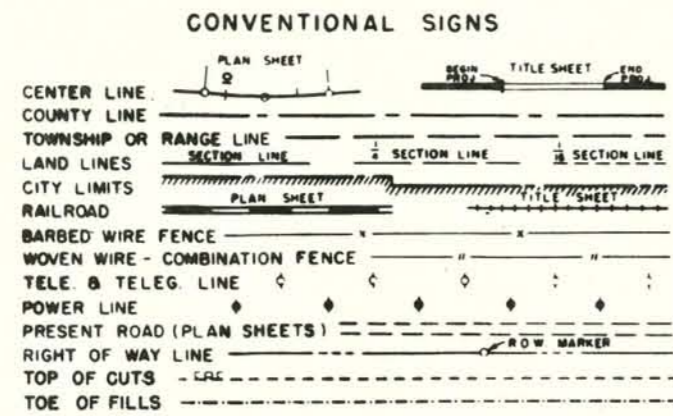 CONVENTIONAL SIGNS
PLAN SHEET
BEGIN PROJ. TITLE SHEET END PROJ.
CENTER LINE
COUNTY LINE
TOWNSHIP OR RANGE LINE
LAND LINES SECTION LINE 1/4 SECTION LINE 1/16 SECTION LINE
CITY LIMITS
RAILROAD PLAN SHEET TITLE SHEET
BARBED WIRE FENCE x x
WOVEN WIRE - COMBINATION FENCE " "
TELE. & TELEG. LINE
POWER LINE
PRESENT ROAD (PLAN SHEETS)
RIGHT OF WAY LINE R.O.W. MARKER
TOP OF CUTS
TOE OF FILLS